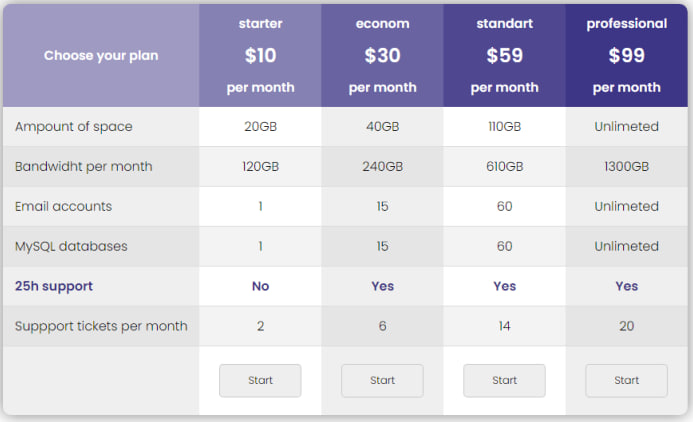 Choose your plan
starter econom standart professional
$10 $30 $59 $99
per month per month per month per month
Ampount of space 20GB 40GB 110GB Unlimeted
Bandwidht per month 120GB 240GB 610GB 1300GB
Email accounts 1 15 60 Unlimeted
MySQL databases 1 15 60 Unlimeted
25h support No Yes Yes Yes
Suppport tickets per month 2 6 14 20
Start Start Start Start